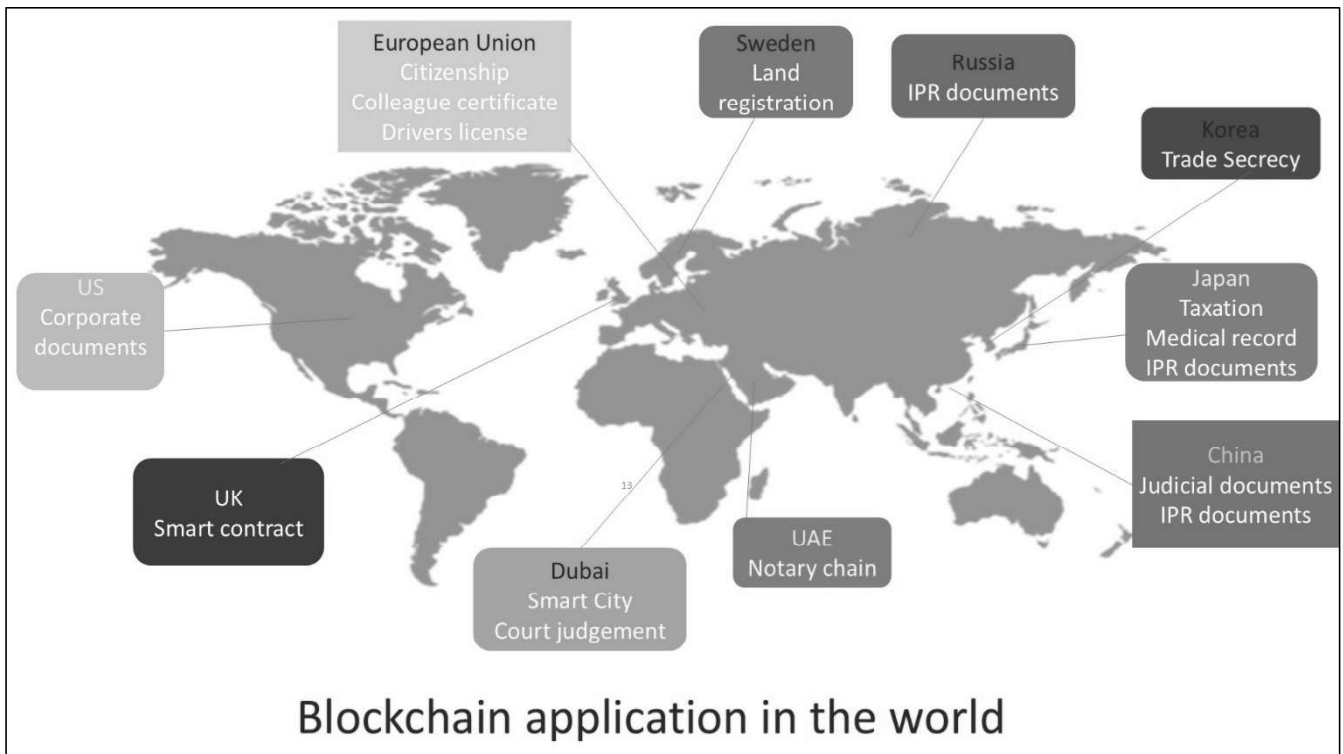 European Union
Citizenship
Colleague certificate
Drivers license
Sweden
Land
registration
Russia
IPR documents
Korea
Trade Secrecy
US
Corporate
documents
Japan
Taxation
Medical record
IPR documents
China
Judicial documents
IPR documents
UK
Smart contract
13
Dubai
Smart City
Court judgement
UAE
Notary chain
Blockchain application in the world